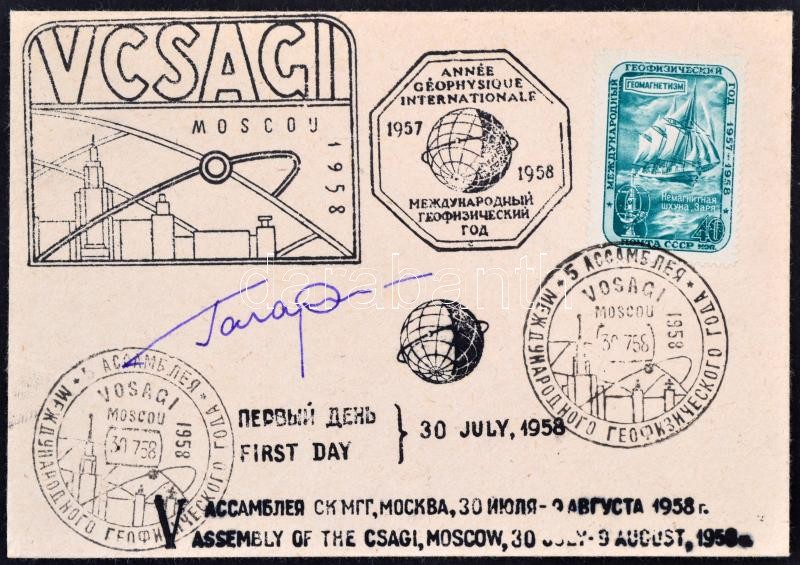 VCSAGI
MOSCOU
1958
ANNÉE
GÉOPHYSIQUE
INTERNATIONALE
1957
1958
МЕЖДУНАРОДНЫЙ
ГЕОФИЗИЧЕСКИЙ
ГОД
МЕЖДУНАРОДНЫЙ ГЕОФИЗИЧЕСКИЙ ГОД 1957-1958
ГЕОМАГНЕТИЗМ
Немагнитная
шхуна „Заря"
40
ПОЧТА СССР КОП.
5 АССАМБЛЕЯ
МЕЖДУНАРОДНОГО ГЕОФИЗИЧЕСКОГО ГОДА
VCSAGI
MOSCOU
30 7 58
1958
darabanth
Гагар
5 АССАМБЛЕЯ
МЕЖДУНАРОДНОГО ГЕОФИЗИЧЕСКОГО ГОДА
VOSAGI
MOSCOU
30 7 58
1958
ПЕРВЫЙ ДЕНЬ
FIRST DAY
30 JULY, 1958
V АССАМБЛЕЯ СК МГГ, МОСКВА, 30 ИЮЛЯ - 9 АВГУСТА 1958 г.
ASSEMBLY OF THE CSAGI, MOSCOW, 30 JULY - 9 AUGUST, 1958